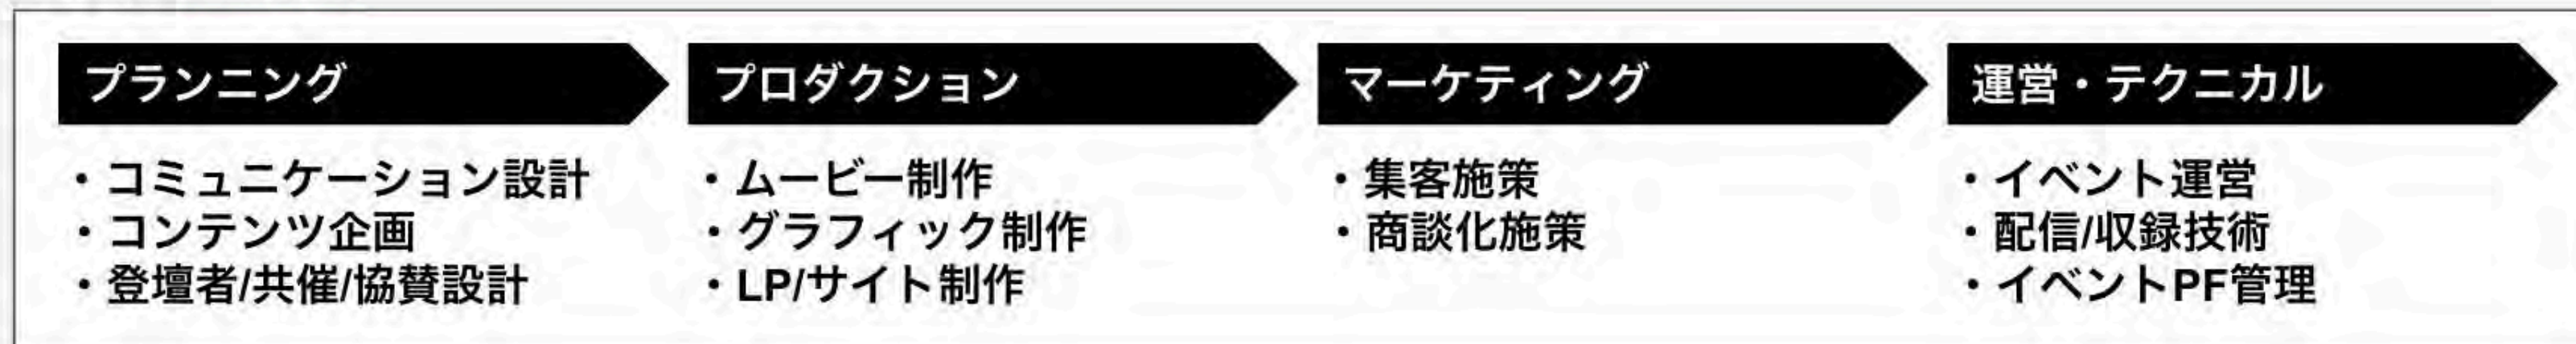 プランニング
・コミュニケーション設計
・コンテンツ企画
・登壇者/共催/協賛設計
プロダクション
・ムービー制作
・グラフィック制作
・LP/サイト制作
マーケティング
・集客施策
・商談化施策
運営・テクニカル
・イベント運営
・配信/収録技術
・イベントPF管理